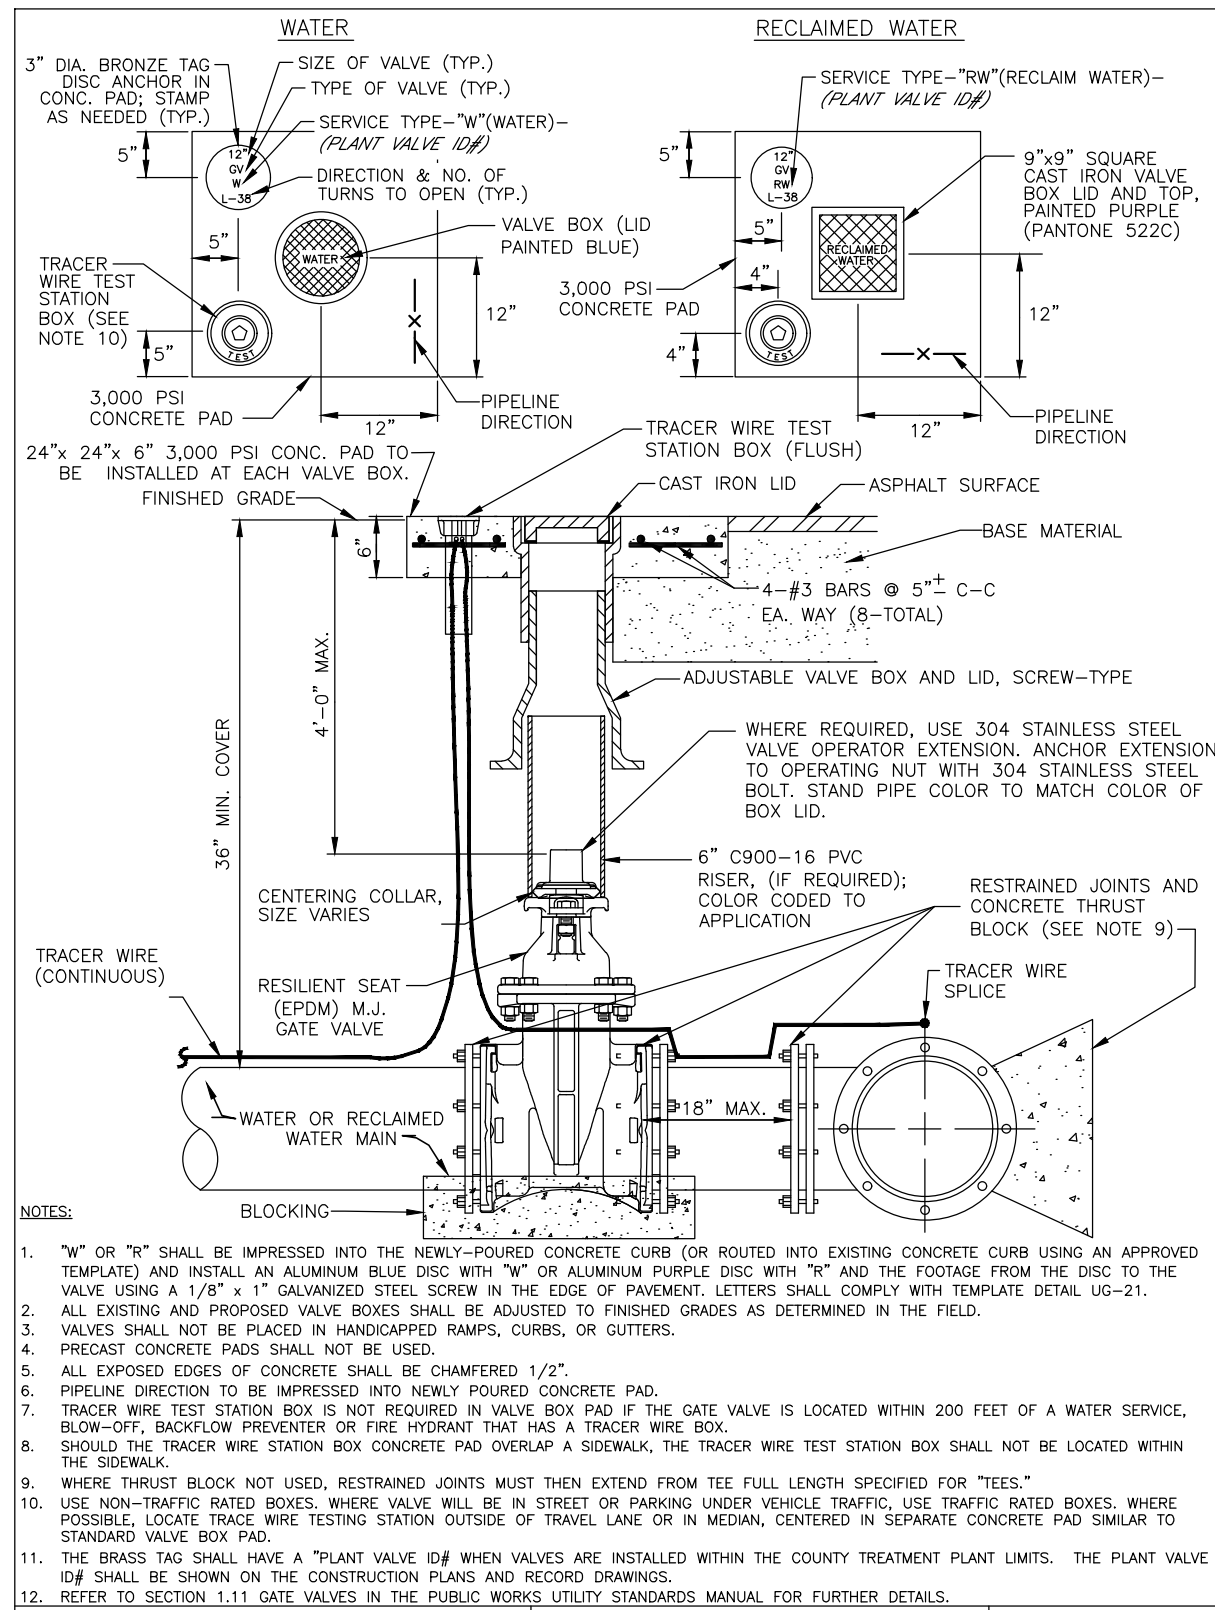 WATER
3" DIA. BRONZE TAG
DISC ANCHOR IN
CONC. PAD; STAMP
AS NEEDED (TYP.)
SIZE OF VALVE (TYP.)
TYPE OF VALVE (TYP.)
SERVICE TYPE-"W"(WATER)-
(PLANT VALVE ID#)
DIRECTION & NO. OF
TURNS TO OPEN (TYP.)
5"
12"
GV
W
L-38
5"
VALVE BOX (LID
PAINTED BLUE)
WATER
TRACER
WIRE TEST
STATION
BOX (SEE
NOTE 10)
12"
5"
TEST
3,000 PSI
CONCRETE PAD
12"
PIPELINE
DIRECTION
RECLAIMED WATER
SERVICE TYPE-"RW"(RECLAIM WATER)-
(PLANT VALVE ID#)
5"
12"
GV
RW
L-38
9"x9" SQUARE
CAST IRON VALVE
BOX LID AND TOP,
PAINTED PURPLE
(PANTONE 522C)
5"
RECLAIMED
WATER
4"
3,000 PSI
CONCRETE PAD
12"
4"
TEST
12"
PIPELINE
DIRECTION
24"x 24"x 6" 3,000 PSI CONC. PAD TO
BE INSTALLED AT EACH VALVE BOX.
FINISHED GRADE
TRACER WIRE TEST
STATION BOX (FLUSH)
CAST IRON LID
ASPHALT SURFACE
BASE MATERIAL
6"
4-#3 BARS @ 5"± C-C
EA. WAY (8-TOTAL)
4'-0" MAX.
ADJUSTABLE VALVE BOX AND LID, SCREW-TYPE
36" MIN. COVER
WHERE REQUIRED, USE 304 STAINLESS STEEL
VALVE OPERATOR EXTENSION. ANCHOR EXTENSION
TO OPERATING NUT WITH 304 STAINLESS STEEL
BOLT. STAND PIPE COLOR TO MATCH COLOR OF
BOX LID.
6" C900-16 PVC
RISER, (IF REQUIRED);
COLOR CODED TO
APPLICATION
CENTERING COLLAR,
SIZE VARIES
RESTRAINED JOINTS AND
CONCRETE THRUST
BLOCK (SEE NOTE 9)
TRACER WIRE
(CONTINUOUS)
RESILIENT SEAT
(EPDM) M.J.
GATE VALVE
TRACER WIRE
SPLICE
WATER OR RECLAIMED
WATER MAIN
18" MAX.
BLOCKING
NOTES:
1. "W" OR "R" SHALL BE IMPRESSED INTO THE NEWLY-POURED CONCRETE CURB (OR ROUTED INTO EXISTING CONCRETE CURB USING AN APPROVED
TEMPLATE) AND INSTALL AN ALUMINUM BLUE DISC WITH "W" OR ALUMINUM PURPLE DISC WITH "R" AND THE FOOTAGE FROM THE DISC TO THE
VALVE USING A 1/8" x 1" GALVANIZED STEEL SCREW IN THE EDGE OF PAVEMENT. LETTERS SHALL COMPLY WITH TEMPLATE DETAIL UG-21.
2. ALL EXISTING AND PROPOSED VALVE BOXES SHALL BE ADJUSTED TO FINISHED GRADES AS DETERMINED IN THE FIELD.
3. VALVES SHALL NOT BE PLACED IN HANDICAPPED RAMPS, CURBS, OR GUTTERS.
4. PRECAST CONCRETE PADS SHALL NOT BE USED.
5. ALL EXPOSED EDGES OF CONCRETE SHALL BE CHAMFERED 1/2".
6. PIPELINE DIRECTION TO BE IMPRESSED INTO NEWLY POURED CONCRETE PAD.
7. TRACER WIRE TEST STATION BOX IS NOT REQUIRED IN VALVE BOX PAD IF THE GATE VALVE IS LOCATED WITHIN 200 FEET OF A WATER SERVICE,
BLOW-OFF, BACKFLOW PREVENTER OR FIRE HYDRANT THAT HAS A TRACER WIRE BOX.
8. SHOULD THE TRACER WIRE STATION BOX CONCRETE PAD OVERLAP A SIDEWALK, THE TRACER WIRE TEST STATION BOX SHALL NOT BE LOCATED WITHIN
THE SIDEWALK.
9. WHERE THRUST BLOCK NOT USED, RESTRAINED JOINTS MUST THEN EXTEND FROM TEE FULL LENGTH SPECIFIED FOR "TEES."
10. USE NON-TRAFFIC RATED BOXES. WHERE VALVE WILL BE IN STREET OR PARKING UNDER VEHICLE TRAFFIC, USE TRAFFIC RATED BOXES. WHERE
POSSIBLE, LOCATE TRACE WIRE TESTING STATION OUTSIDE OF TRAVEL LANE OR IN MEDIAN, CENTERED IN SEPARATE CONCRETE PAD SIMILAR TO
STANDARD VALVE BOX PAD.
11. THE BRASS TAG SHALL HAVE A "PLANT VALVE ID# WHEN VALVES ARE INSTALLED WITHIN THE COUNTY TREATMENT PLANT LIMITS. THE PLANT VALVE
ID# SHALL BE SHOWN ON THE CONSTRUCTION PLANS AND RECORD DRAWINGS.
12. REFER TO SECTION 1.11 GATE VALVES IN THE PUBLIC WORKS UTILITY STANDARDS MANUAL FOR FURTHER DETAILS.